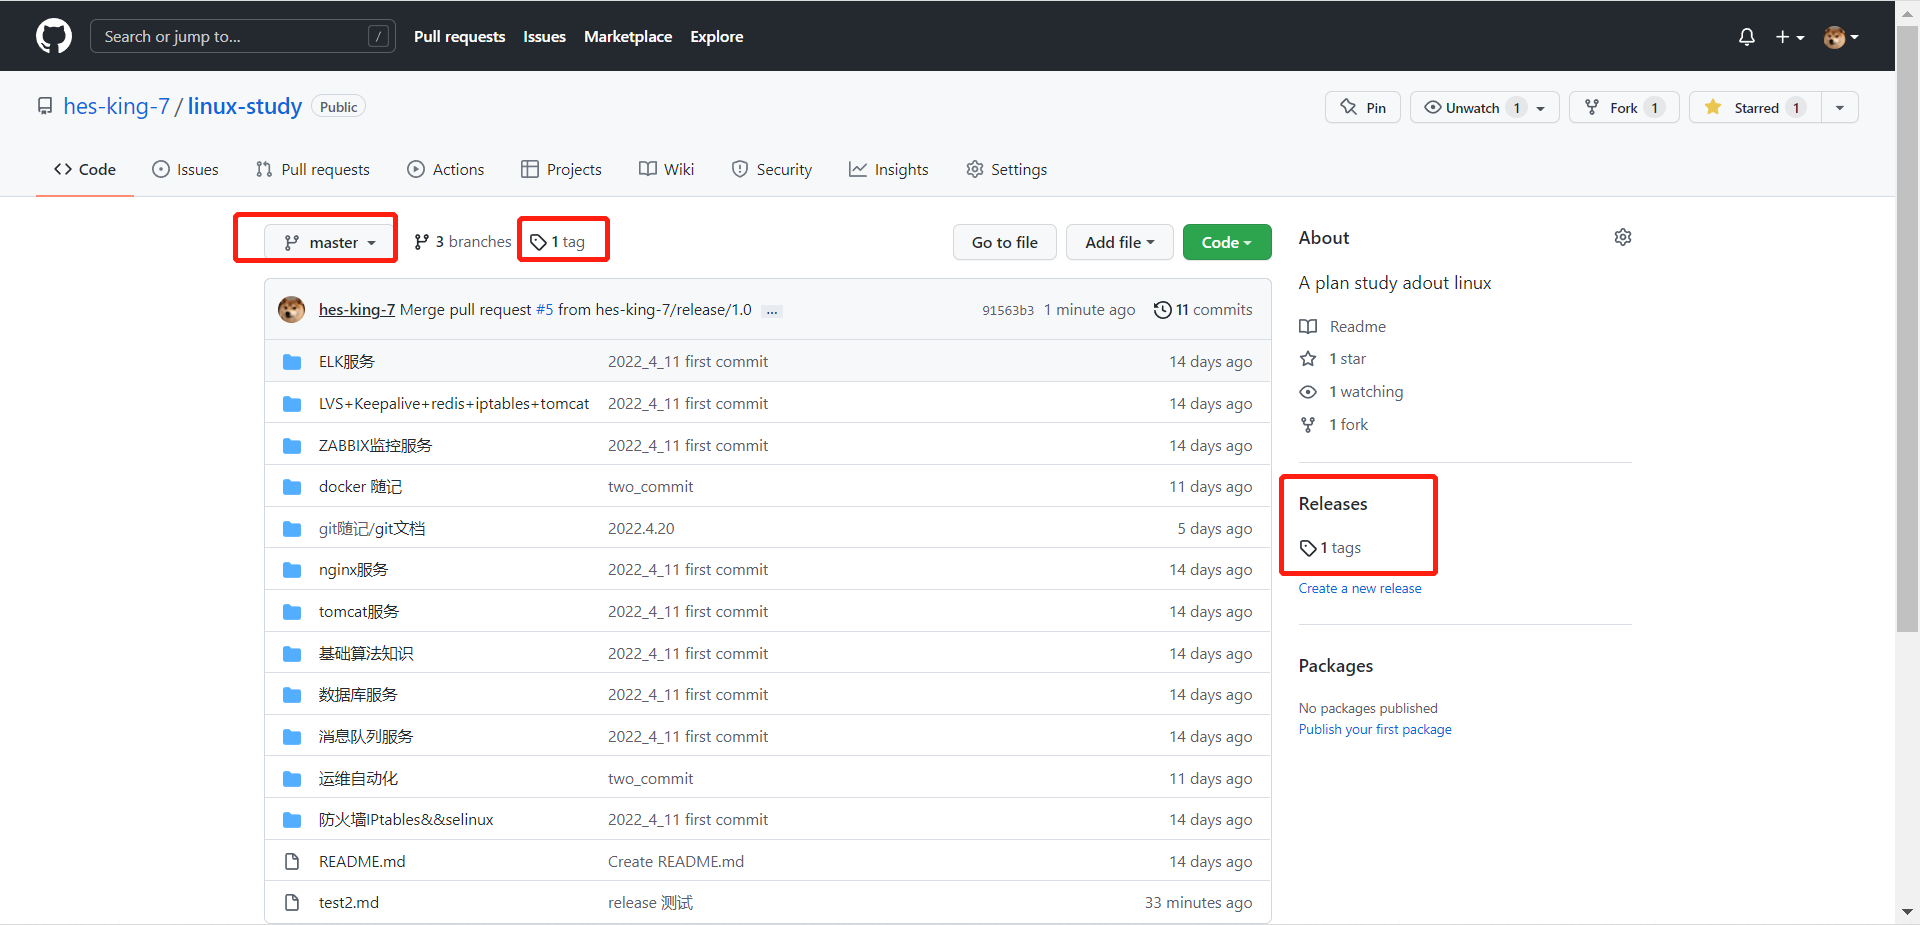 Search or jump to... /
Pull requests Issues Marketplace Explore
hes-king-7 / linux-study Public
Pin Unwatch 1 Fork 1 Starred 1
Code Issues Pull requests Actions Projects Wiki Security Insights Settings
master 3 branches 1 tag Go to file Add file Code
hes-king-7 Merge pull request #5 from hes-king-7/release/1.0 ... 91563b3 1 minute ago 11 commits
ELK服务 2022_4_11 first commit 14 days ago
LVS+Keepalive+redis+iptables+tomcat 2022_4_11 first commit 14 days ago
ZABBIX监控服务 2022_4_11 first commit 14 days ago
docker 随记 two_commit 11 days ago
git随记/git文档 2022.4.20 5 days ago
nginx服务 2022_4_11 first commit 14 days ago
tomcat服务 2022_4_11 first commit 14 days ago
基础算法知识 2022_4_11 first commit 14 days ago
数据库服务 2022_4_11 first commit 14 days ago
消息队列服务 2022_4_11 first commit 14 days ago
运维自动化 two_commit 11 days ago
防火墙IPtables&&selinux 2022_4_11 first commit 14 days ago
README.md Create README.md 14 days ago
test2.md release 测试 33 minutes ago
About
A plan study adout linux
Readme
1 star
1 watching
1 fork
Releases
1 tags
Create a new release
Packages
No packages published
Publish your first package